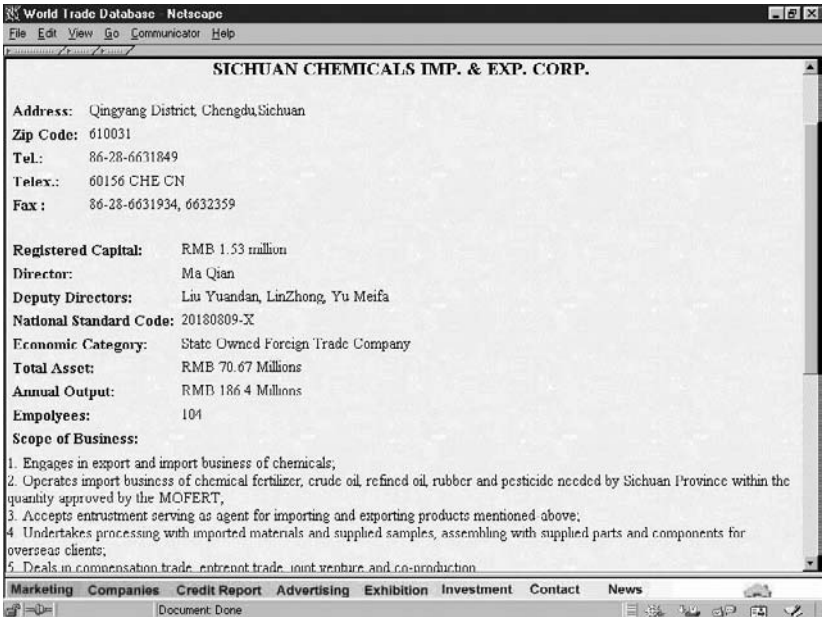 World Trade Database - Netscape
File Edit View Go Communicator Help
SICHUAN CHEMICALS IMP. & EXP. CORP.
Address: Qingyang District, Chengdu,Sichuan
Zip Code: 610031
Tel.: 86-28-6631849
Telex.: 60156 CHE CN
Fax : 86-28-6631934, 6632359
Registered Capital: RMB 1.53 million
Director: Ma Qian
Deputy Directors: Liu Yuandan, LinZhong, Yu Meifa
National Standard Code: 20180809-X
Economic Category: State Owned Foreign Trade Company
Total Asset: RMB 70.67 Millions
Annual Output: RMB 186.4 Millions
Empolyees: 104
Scope of Business:
1. Engages in export and import business of chemicals;
2. Operates import business of chemical fertilizer, crude oil, refined oil, rubber and pesticide needed by Sichuan Province within the
quantity approved by the MOFERT,
3. Accepts entrustment serving as agent for importing and exporting products mentioned above;
4. Undertakes processing with imported materials and supplied samples, assembling with supplied parts and components for
overseas clients;
5. Deals in compensation trade, entrepot trade, joint venture and co-production
Marketing Companies Credit Report Advertising Exhibition Investment Contact News
Document: Done